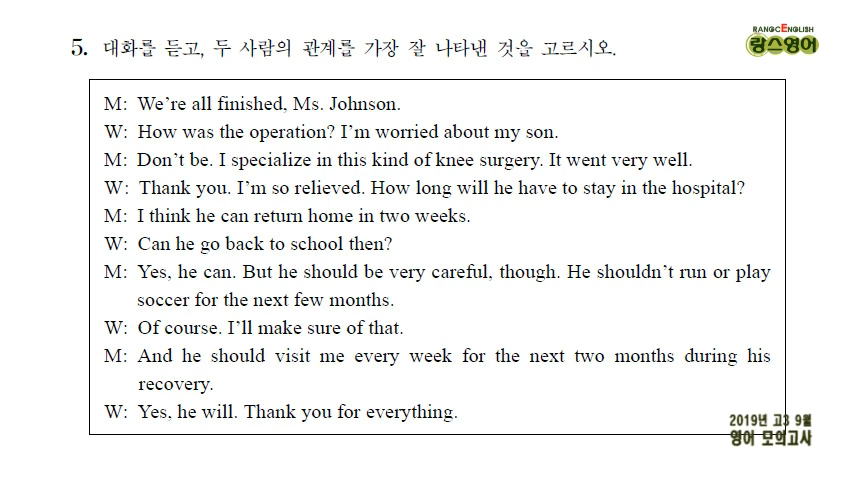 RANGCENGLISH
랑스영어
5. 대화를 듣고, 두 사람의 관계를 가장 잘 나타낸 것을 고르시오.
M: We're all finished, Ms. Johnson.
W: How was the operation? I'm worried about my son.
M: Don't be. I specialize in this kind of knee surgery. It went very well.
W: Thank you. I'm so relieved. How long will he have to stay in the hospital?
M: I think he can return home in two weeks.
W: Can he go back to school then?
M: Yes, he can. But he should be very careful, though. He shouldn't run or play
soccer for the next few months.
W: Of course. I'll make sure of that.
M: And he should visit me every week for the next two months during his
recovery.
W: Yes, he will. Thank you for everything.
2019년 고3 9월
영어 모의고사